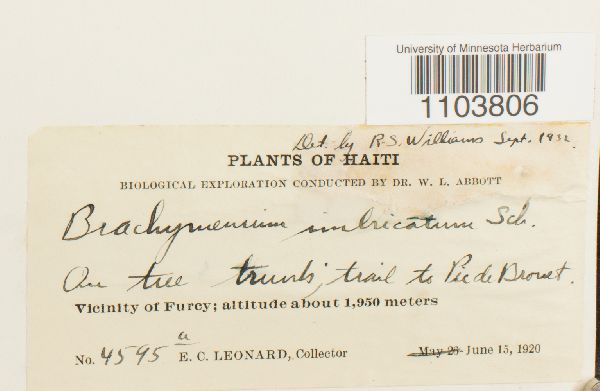 University of Minnesota Herbarium
1103806
Det. by R.S. Williams Sept. 1932
PLANTS OF HAITI
BIOLOGICAL EXPLORATION CONDUCTED BY DR. W. L. ABBOTT
Brachymenium imbricatum Sch.
On tree trunks, trail to Pic de Brouet.
Vicinity of Furcy; altitude about 1,950 meters
No. 4595 a E. C. LEONARD, Collector May 26 June 15, 1920